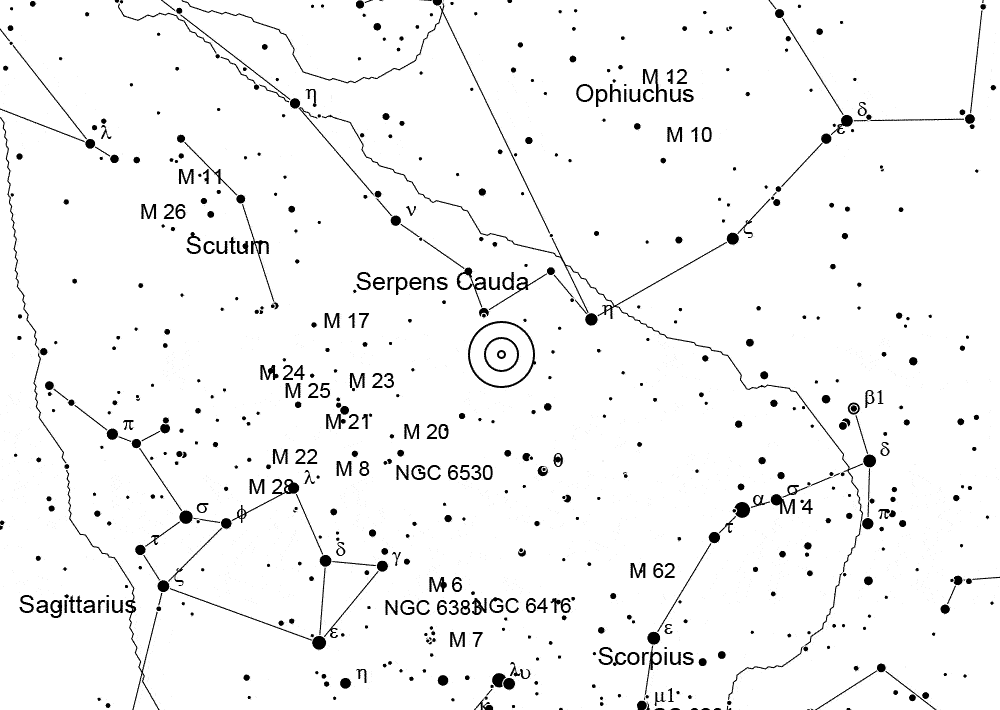 M 12
Ophiuchus
η
δ
λ
ε
M 10
M 11
M 26
ν
ζ
Scutum
Serpens Cauda
η
M 17
M 24
M 23
M 25
β1
M 21
π
M 20
δ
M 22
θ
M 8
NGC 6530
λ
M 28
σ
α
M 4
σ
ϕ
π
τ
τ
δ
γ
M 62
ζ
M 6
Sagittarius
NGC 6383
NGC 6416
ε
M 7
ε
Scorpius
η
λ
υ
μ1